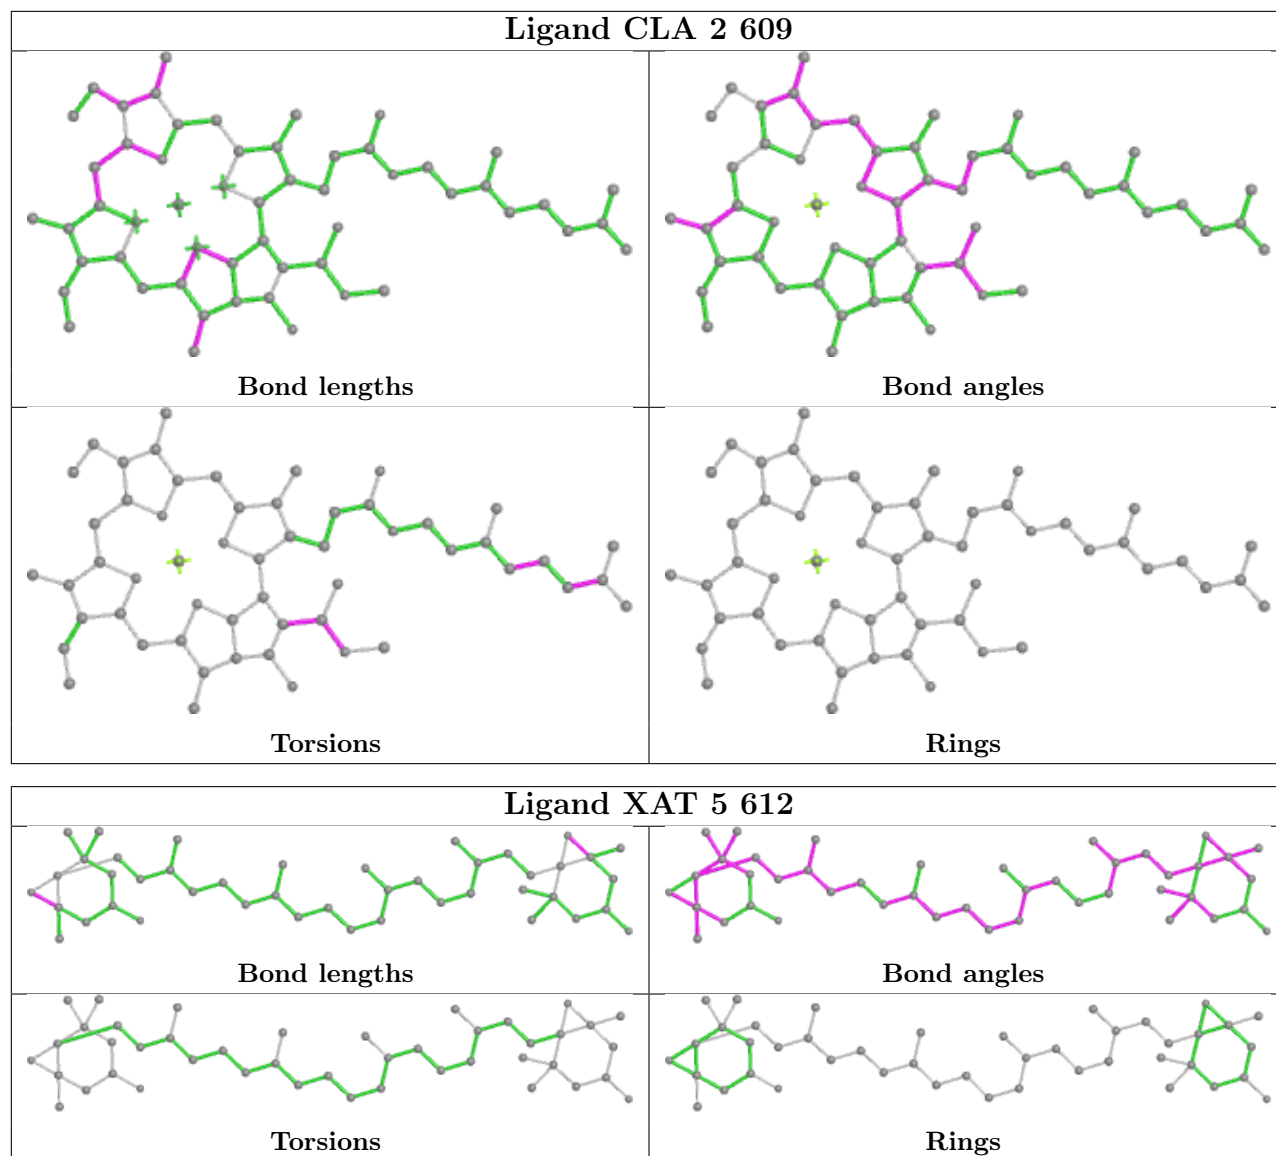 Ligand CLA 2 609
Bond lengths
Bond angles
Torsions
Rings
Ligand XAT 5 612
Bond lengths
Bond angles
Torsions
Rings